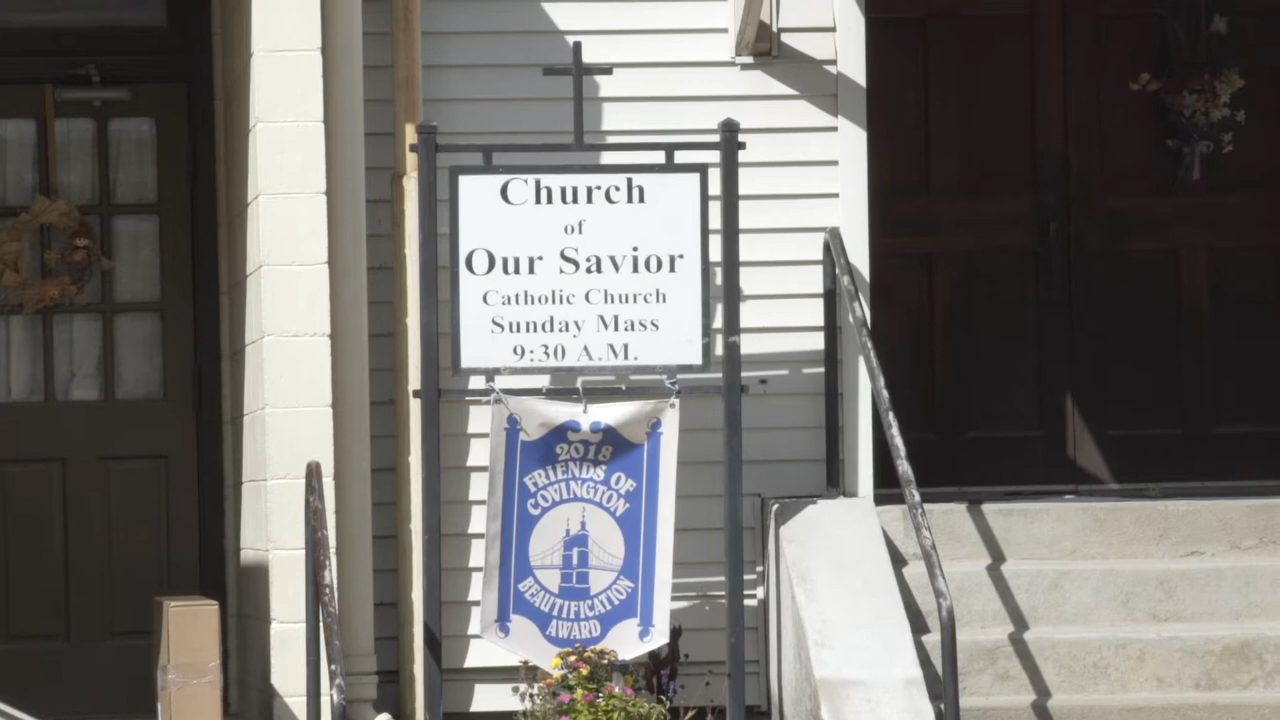 Church
of
Our Savior
Catholic Church
Sunday Mass
9:30 A.M.
2018
FRIENDS OF
COVINGTON
BEAUTIFICATION
AWARD